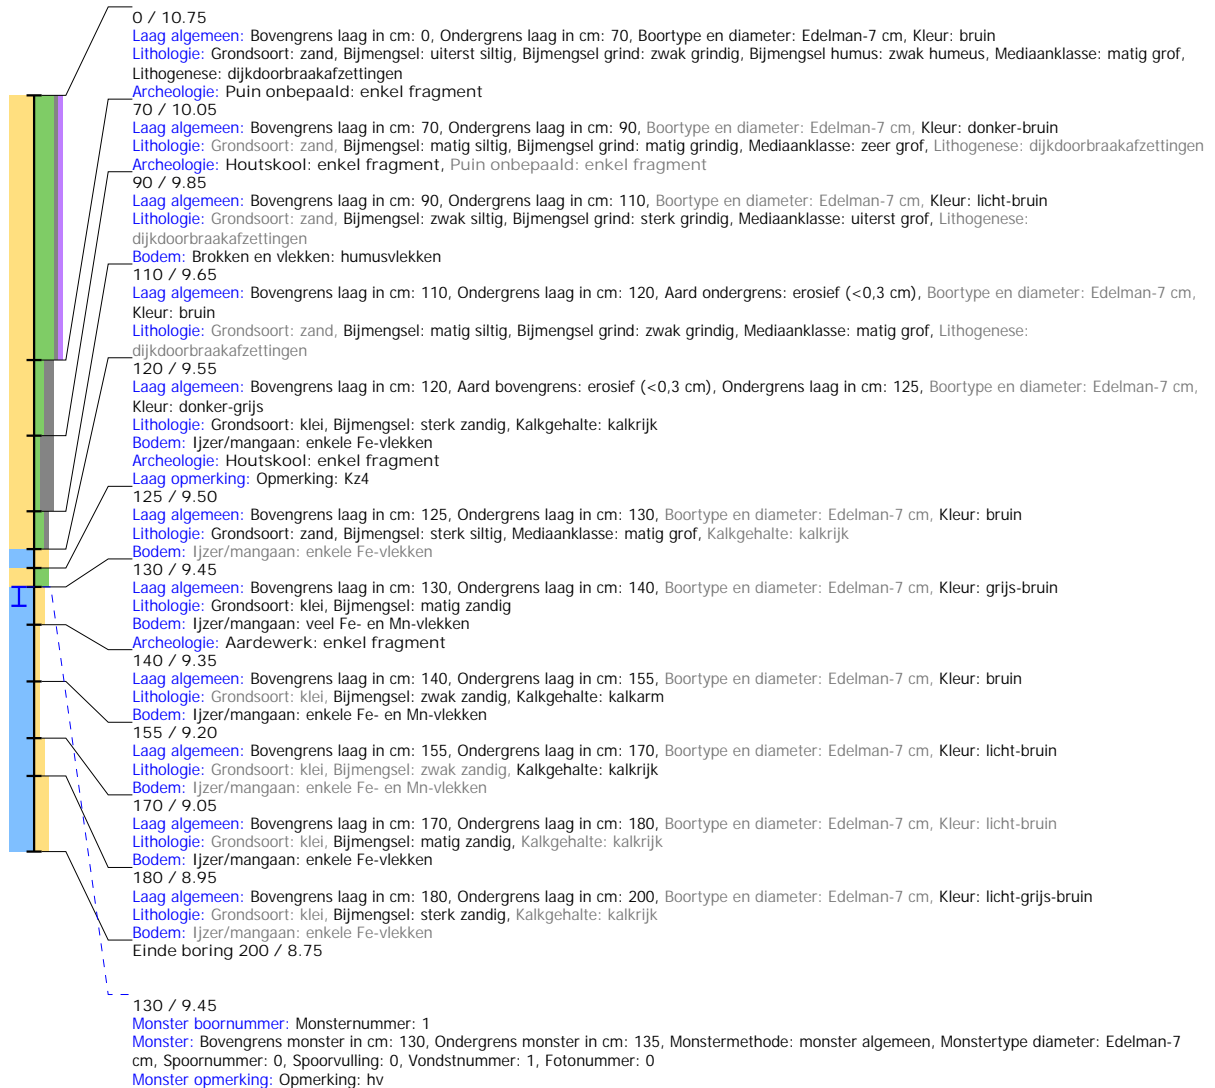 0 / 10.75
Laag algemeen: Bovengrens laag in cm: 0, Ondergrens laag in cm: 70, Boortype en diameter: Edelman-7 cm, Kleur: bruin
Lithologie: Grondsoort: zand, Bijmengsel: uiterst siltig, Bijmengsel grind: zwak grindig, Bijmengsel humus: zwak humeus, Mediaanklasse: matig grof,
Lithogenese: dijkdoorbraakafzettingen
Archeologie: Puin onbepaald: enkel fragment
70 / 10.05
Laag algemeen: Bovengrens laag in cm: 70, Ondergrens laag in cm: 90, Boortype en diameter: Edelman-7 cm, Kleur: donker-bruin
Lithologie: Grondsoort: zand, Bijmengsel: matig siltig, Bijmengsel grind: matig grindig, Mediaanklasse: zeer grof, Lithogenese: dijkdoorbraakafzettingen
Archeologie: Houtskool: enkel fragment, Puin onbepaald: enkel fragment
90 / 9.85
Laag algemeen: Bovengrens laag in cm: 90, Ondergrens laag in cm: 110, Boortype en diameter: Edelman-7 cm, Kleur: licht-bruin
Lithologie: Grondsoort: zand, Bijmengsel: zwak siltig, Bijmengsel grind: sterk grindig, Mediaanklasse: uiterst grof, Lithogenese:
dijkdoorbraakafzettingen
Bodem: Brokken en vlekken: humusvlekken
110 / 9.65
Laag algemeen: Bovengrens laag in cm: 110, Ondergrens laag in cm: 120, Aard ondergrens: erosief (<0,3 cm), Boortype en diameter: Edelman-7 cm,
Kleur: bruin
Lithologie: Grondsoort: zand, Bijmengsel: matig siltig, Bijmengsel grind: zwak grindig, Mediaanklasse: matig grof, Lithogenese:
dijkdoorbraakafzettingen
120 / 9.55
Laag algemeen: Bovengrens laag in cm: 120, Aard bovengrens: erosief (<0,3 cm), Ondergrens laag in cm: 125, Boortype en diameter: Edelman-7 cm,
Kleur: donker-grijs
Lithologie: Grondsoort: klei, Bijmengsel: sterk zandig, Kalkgehalte: kalkrijk
Bodem: Ijzer/mangaan: enkele Fe-vlekken
Archeologie: Houtskool: enkel fragment
Laag opmerking: Opmerking: Kz4
125 / 9.50
Laag algemeen: Bovengrens laag in cm: 125, Ondergrens laag in cm: 130, Boortype en diameter: Edelman-7 cm, Kleur: bruin
Lithologie: Grondsoort: zand, Bijmengsel: sterk siltig, Mediaanklasse: matig grof, Kalkgehalte: kalkrijk
Bodem: Ijzer/mangaan: enkele Fe-vlekken
130 / 9.45
Laag algemeen: Bovengrens laag in cm: 130, Ondergrens laag in cm: 140, Boortype en diameter: Edelman-7 cm, Kleur: grijs-bruin
Lithologie: Grondsoort: klei, Bijmengsel: matig zandig
Bodem: Ijzer/mangaan: veel Fe- en Mn-vlekken
Archeologie: Aardewerk: enkel fragment
140 / 9.35
Laag algemeen: Bovengrens laag in cm: 140, Ondergrens laag in cm: 155, Boortype en diameter: Edelman-7 cm, Kleur: bruin
Lithologie: Grondsoort: klei, Bijmengsel: zwak zandig, Kalkgehalte: kalkarm
Bodem: Ijzer/mangaan: enkele Fe- en Mn-vlekken
155 / 9.20
Laag algemeen: Bovengrens laag in cm: 155, Ondergrens laag in cm: 170, Boortype en diameter: Edelman-7 cm, Kleur: licht-bruin
Lithologie: Grondsoort: klei, Bijmengsel: zwak zandig, Kalkgehalte: kalkrijk
Bodem: Ijzer/mangaan: enkele Fe- en Mn-vlekken
170 / 9.05
Laag algemeen: Bovengrens laag in cm: 170, Ondergrens laag in cm: 180, Boortype en diameter: Edelman-7 cm, Kleur: licht-bruin
Lithologie: Grondsoort: klei, Bijmengsel: matig zandig, Kalkgehalte: kalkrijk
Bodem: Ijzer/mangaan: enkele Fe-vlekken
180 / 8.95
Laag algemeen: Bovengrens laag in cm: 180, Ondergrens laag in cm: 200, Boortype en diameter: Edelman-7 cm, Kleur: licht-grijs-bruin
Lithologie: Grondsoort: klei, Bijmengsel: sterk zandig, Kalkgehalte: kalkrijk
Bodem: Ijzer/mangaan: enkele Fe-vlekken
Einde boring 200 / 8.75
130 / 9.45
Monster boornummer: Monsternummer: 1
Monster: Bovengrens monster in cm: 130, Ondergrens monster in cm: 135, Monstermethode: monster algemeen, Monstertype diameter: Edelman-7
cm, Spoornummer: 0, Spoorvulling: 0, Vondstnummer: 1, Fotonummer: 0
Monster opmerking: Opmerking: hv